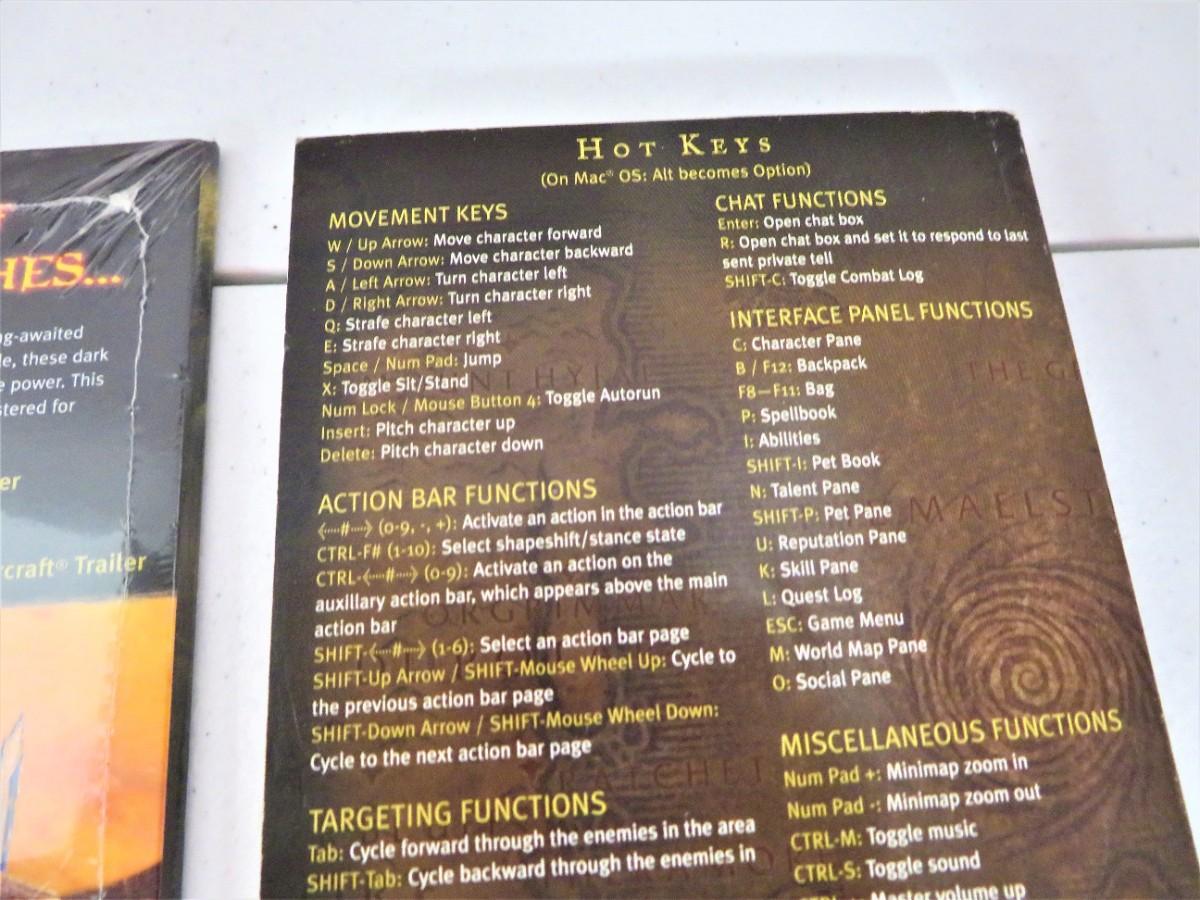 HES...
ng-awaited
le, these dark
e power. This
stered for
er
rcraft® Trailer
HOT KEYS
(On Mac® OS: Alt becomes Option)
MOVEMENT KEYS
W / Up Arrow: Move character forward
S / Down Arrow: Move character backward
A / Left Arrow: Turn character left
D / Right Arrow: Turn character right
Q: Strafe character left
E: Strafe character right
Space / Num Pad: Jump
X: Toggle Sit/Stand
Num Lock / Mouse Button 4: Toggle Autorun
Insert: Pitch character up
Delete: Pitch character down
ACTION BAR FUNCTIONS
<····#····> (0-9, -, +): Activate an action in the action bar
CTRL-F# (1-10): Select shapeshift/stance state
CTRL-<····#····> (0-9): Activate an action on the
auxillary action bar, which appears above the main
action bar
SHIFT-<····#····> (1-6): Select an action bar page
SHIFT-Up Arrow / SHIFT-Mouse Wheel Up: Cycle to
the previous action bar page
SHIFT-Down Arrow / SHIFT-Mouse Wheel Down:
Cycle to the next action bar page
TARGETING FUNCTIONS
Tab: Cycle forward through the enemies in the area
SHIFT-Tab: Cycle backward through the enemies in
CHAT FUNCTIONS
Enter: Open chat box
R: Open chat box and set it to respond to last
sent private tell
SHIFT-C: Toggle Combat Log
INTERFACE PANEL FUNCTIONS
C: Character Pane
B / F12: Backpack
F8—F11: Bag
P: Spellbook
I: Abilities
SHIFT-I: Pet Book
N: Talent Pane
SHIFT-P: Pet Pane
U: Reputation Pane
K: Skill Pane
L: Quest Log
ESC: Game Menu
M: World Map Pane
O: Social Pane
MISCELLANEOUS FUNCTIONS
Num Pad +: Minimap zoom in
Num Pad -: Minimap zoom out
CTRL-M: Toggle music
CTRL-S: Toggle sound
Master volume up
RATCHET